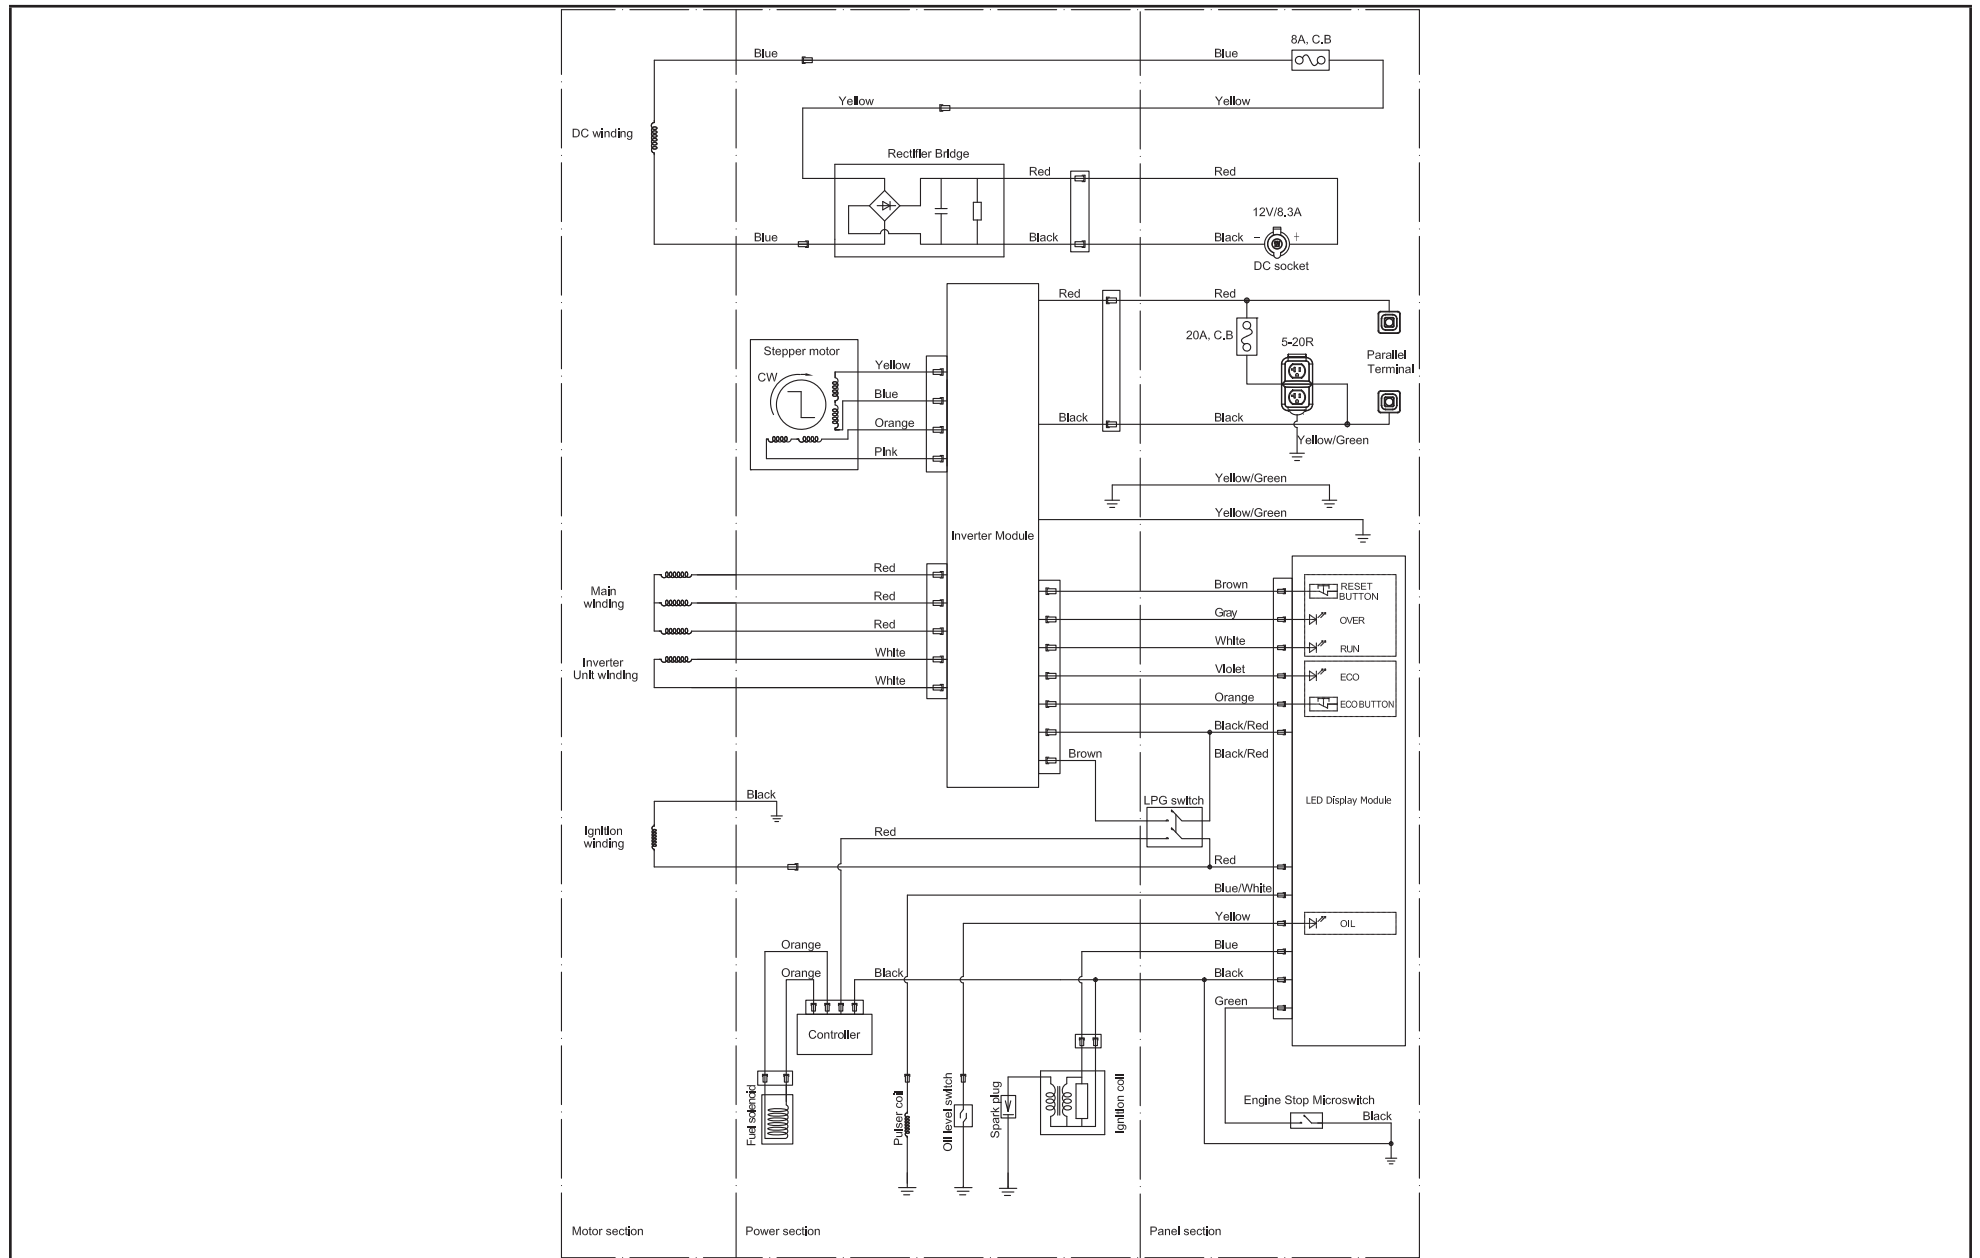 8A, C.B
Blue
Blue
Yellow
Yellow
DC winding
Rectifier Bridge
Red
Red
12V/8.3A
Blue
Black
Black
−
+
DC socket
Red
Red
20A, C.B
5-20R
Parallel
Terminal
Stepper motor
CW
Yellow
Blue
Orange
Pink
Black
Black
Yellow/Green
Yellow/Green
Yellow/Green
Inverter Module
Main
winding
Red
Red
Red
Inverter
Unit winding
White
White
Brown
RESET
BUTTON
Gray
OVER
White
RUN
Violet
ECO
Orange
ECO BUTTON
Black/Red
Brown
Black/Red
LED Display Module
LPG switch
Black
Ignition
winding
Red
Red
Blue/White
Yellow
OIL
Orange
Blue
Orange
Black
Black
Green
Controller
Fuel solenoid
Pulser coil
Oil level switch
Spark plug
Ignition coil
Engine Stop Microswitch
Black
Motor section
Power section
Panel section